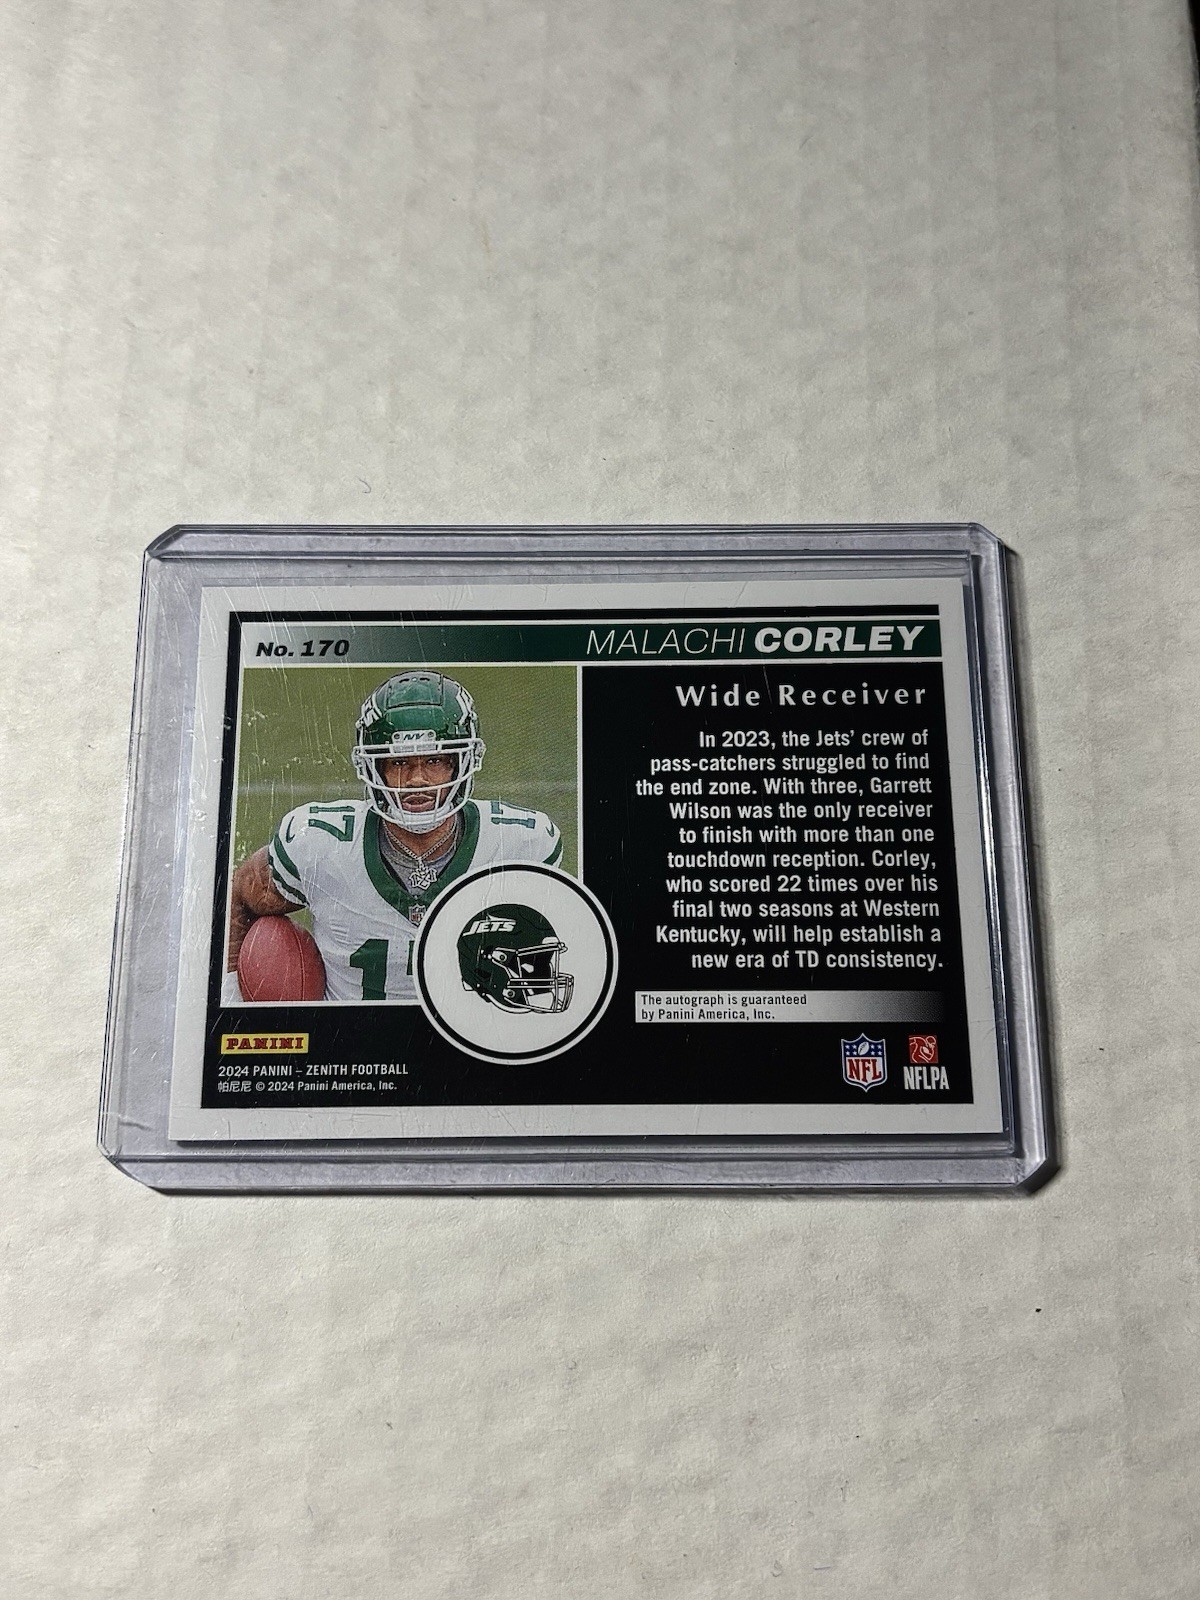 No. 170
MALACHI CORLEY
Wide Receiver
In 2023, the Jets' crew of
pass-catchers struggled to find
the end zone. With three, Garrett
Wilson was the only receiver
to finish with more than one
touchdown reception. Corley,
who scored 22 times over his
final two seasons at Western
Kentucky, will help establish a
new era of TD consistency.
The autograph is guaranteed
by Panini America, Inc.
NY
17
17
17
JETS
PANINI
2024 PANINI – ZENITH FOOTBALL
帕尼尼 © 2024 Panini America, Inc.
NFL
NFLPA